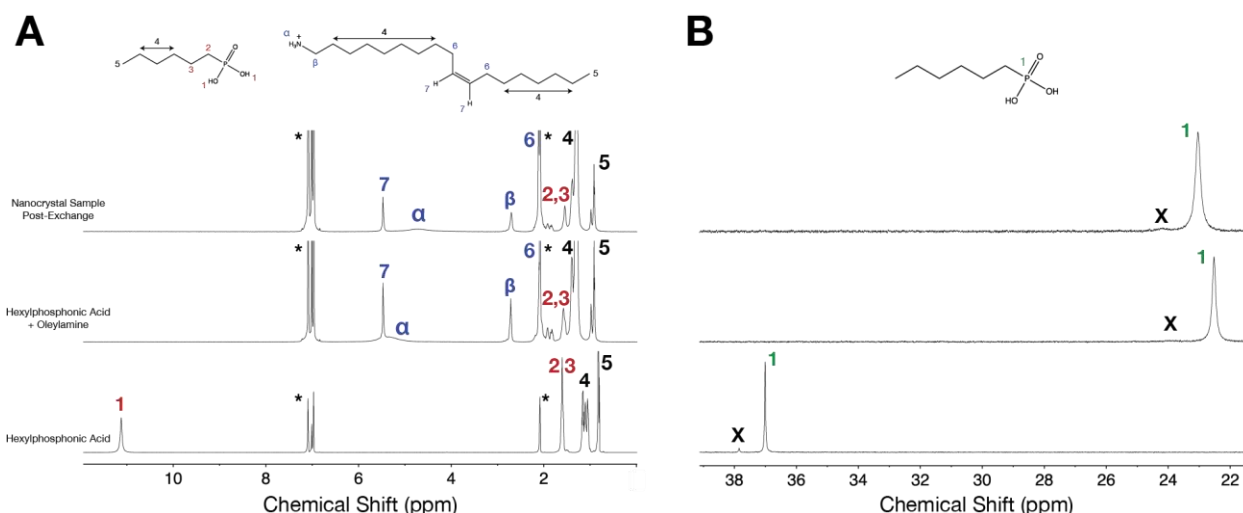 A
B
4
5
3
2
P
O
OH
1
HO
1
α
+
H₃N
β
4
6
6
7
H
H
7
4
5
1
P
O
OH
HO
Nanocrystal Sample
Post-Exchange
*
7
α
β
6
*
2,3
4
5
X
1
Hexylphosphonic Acid
+ Oleylamine
*
7
α
β
6
*
2,3
4
5
X
1
Hexylphosphonic Acid
1
*
*
2 3
4
5
X
1
10 8 6 4 2
Chemical Shift (ppm)
38 36 34 32 30 28 26 24 22
Chemical Shift (ppm)